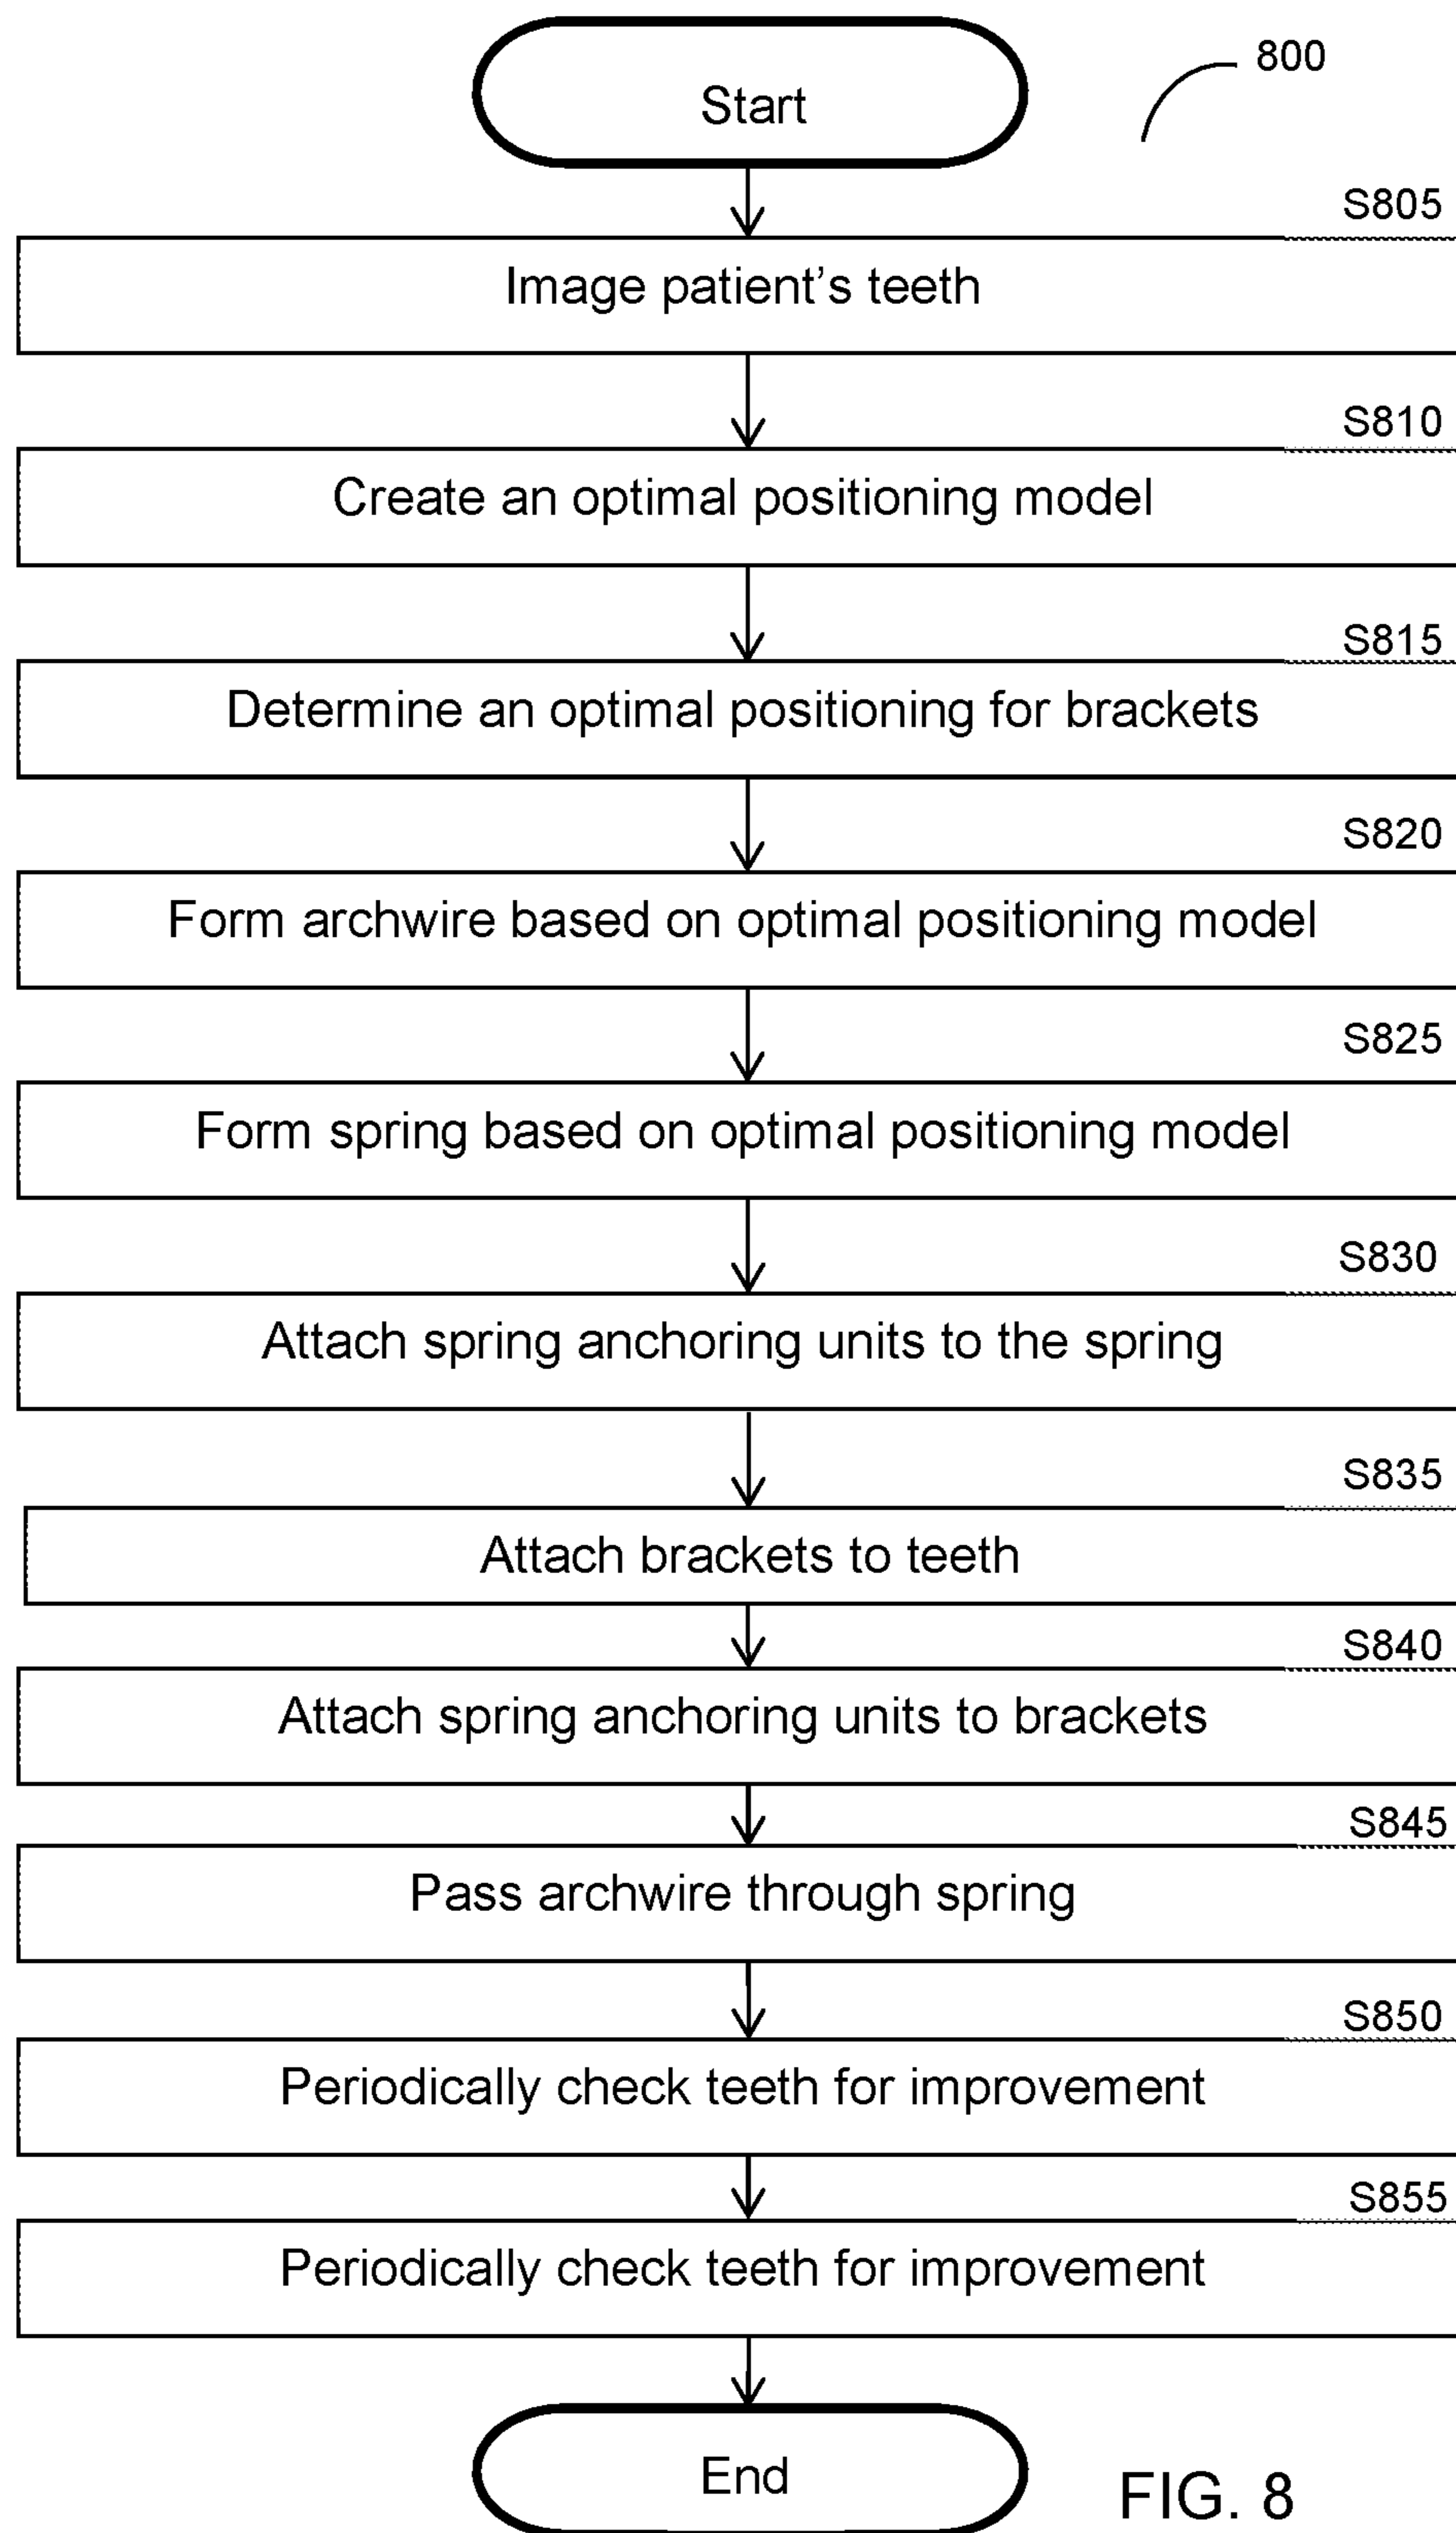 Start
800
S805
Image patient’s teeth
S810
Create an optimal positioning model
S815
Determine an optimal positioning for brackets
S820
Form archwire based on optimal positioning model
S825
Form spring based on optimal positioning model
S830
Attach spring anchoring units to the spring
S835
Attach brackets to teeth
S840
Attach spring anchoring units to brackets
S845
Pass archwire through spring
S850
Periodically check teeth for improvement
S855
Periodically check teeth for improvement
End
FIG. 8